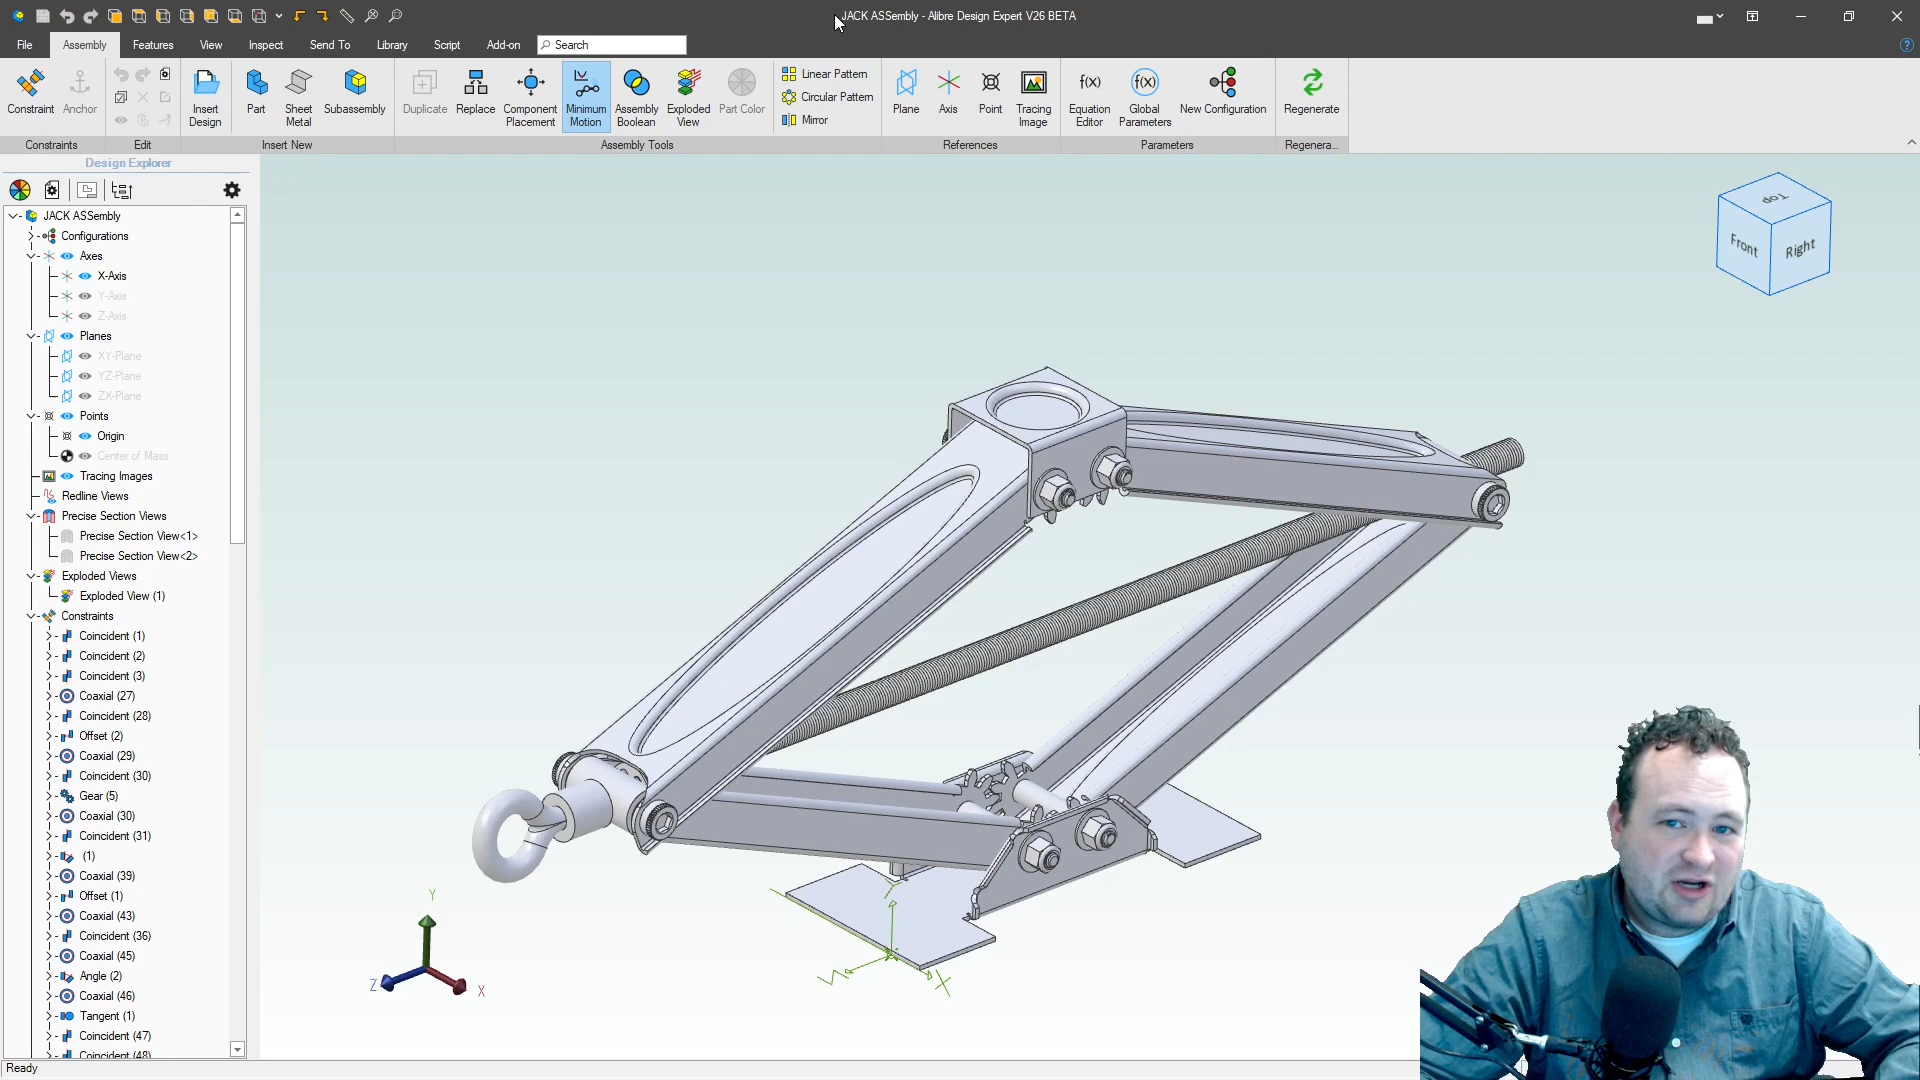 JACK ASSembly - Alibre Design Expert V26 BETA
File Assembly Features View Inspect Send To Library Script Add-on Search
Constraint Anchor Insert Design Part Sheet Metal Subassembly Duplicate Replace Component Placement Minimum Motion Assembly Boolean Exploded View Part Color
Linear Pattern
Circular Pattern
Mirror
Plane Axis Point Tracing Image Equation Editor Global Parameters New Configuration Regenerate
Constraints Edit Insert New Assembly Tools References Parameters Regenera...
Design Explorer
JACK ASSembly
Configurations
Axes
X-Axis
Y-Axis
Z-Axis
Planes
XY-Plane
YZ-Plane
ZX-Plane
Points
Origin
Center of Mass
Tracing Images
Redline Views
Precise Section Views
Precise Section View<1>
Precise Section View<2>
Exploded Views
Exploded View (1)
Constraints
Coincident (1)
Coincident (2)
Coincident (3)
Coaxial (27)
Coincident (28)
Offset (2)
Coaxial (29)
Coincident (30)
Gear (5)
Coaxial (30)
Coincident (31)
(1)
Coaxial (39)
Offset (1)
Coaxial (43)
Coincident (36)
Coaxial (45)
Angle (2)
Coaxial (46)
Tangent (1)
Coincident (47)
Coincident (48)
Ready
Top
Front
Right
Y
Z
X
Y
X